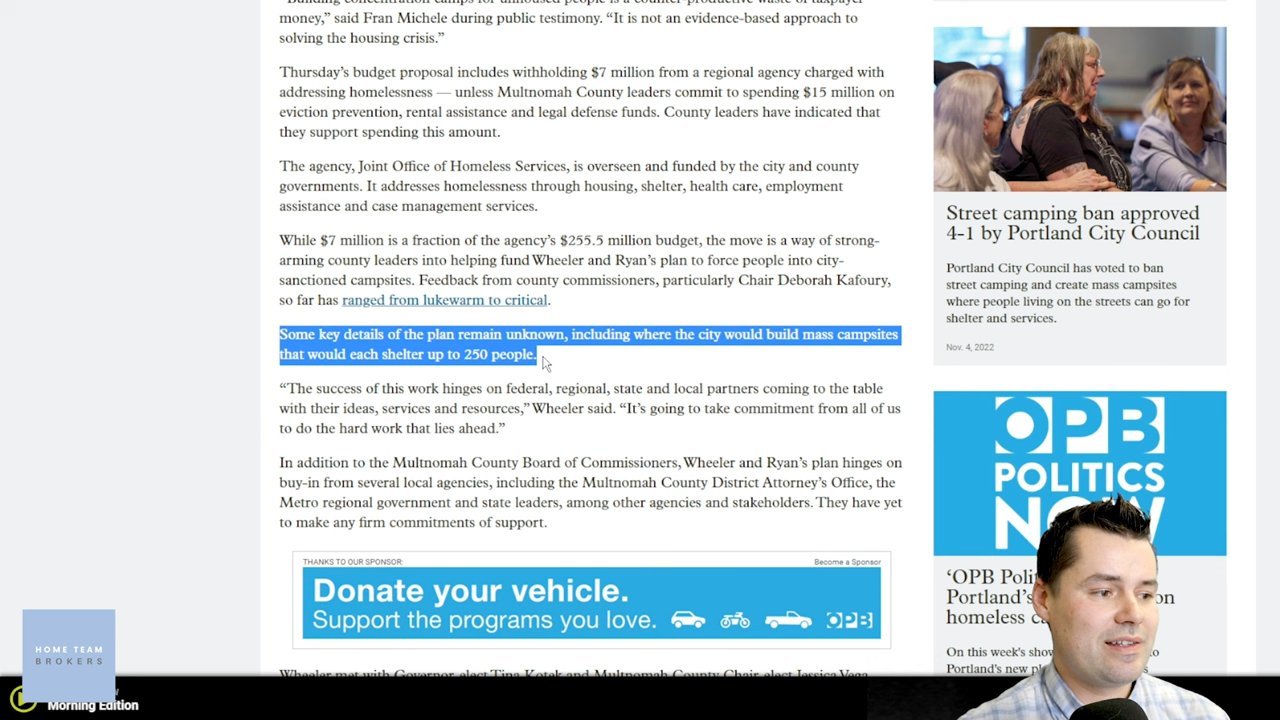 "Building concentration camps for unhoused people is a counter-productive waste of taxpayer
money," said Fran Michele during public testimony. "It is not an evidence-based approach to
solving the housing crisis."
Thursday's budget proposal includes withholding $7 million from a regional agency charged with
addressing homelessness — unless Multnomah County leaders commit to spending $15 million on
eviction prevention, rental assistance and legal defense funds. County leaders have indicated that
they support spending this amount.
The agency, Joint Office of Homeless Services, is overseen and funded by the city and county
governments. It addresses homelessness through housing, shelter, health care, employment
assistance and case management services.
While $7 million is a fraction of the agency's $255.5 million budget, the move is a way of strong-
arming county leaders into helping fund Wheeler and Ryan's plan to force people into city-
sanctioned campsites. Feedback from county commissioners, particularly Chair Deborah Kafoury,
so far has ranged from lukewarm to critical.
Some key details of the plan remain unknown, including where the city would build mass campsites
that would each shelter up to 250 people.
"The success of this work hinges on federal, regional, state and local partners coming to the table
with their ideas, services and resources," Wheeler said. "It's going to take commitment from all of us
to do the hard work that lies ahead."
In addition to the Multnomah County Board of Commissioners, Wheeler and Ryan's plan hinges on
buy-in from several local agencies, including the Multnomah County District Attorney's Office, the
Metro regional government and state leaders, among other agencies and stakeholders. They have yet
to make any firm commitments of support.
THANKS TO OUR SPONSOR:
Become a Sponsor
Donate your vehicle.
Support the programs you love.
OPB
Wheeler met with Governor-elect Tina Kotek and Multnomah County Chair-elect Jessica Vega
Street camping ban approved
4-1 by Portland City Council
Portland City Council has voted to ban
street camping and create mass campsites
where people living on the streets can go for
shelter and services.
Nov. 4, 2022
OPB
POLITICS
NOW
'OPB Poli
Portland's on
homeless c
On this week's show to
Portland's new
HOME TEAM
BROKERS
Morning Edition